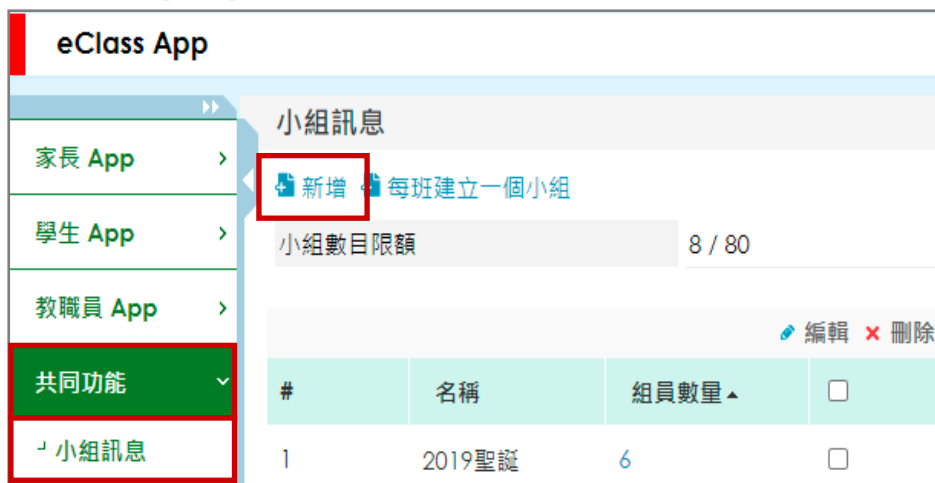 eClass App
家長 App
學生 App
教職員 App
共同功能
小組訊息
小組訊息
新增 每班建立一個小組
小組數目限額 8 / 80
編輯 刪除
# 名稱 組員數量
1 2019聖誕 6